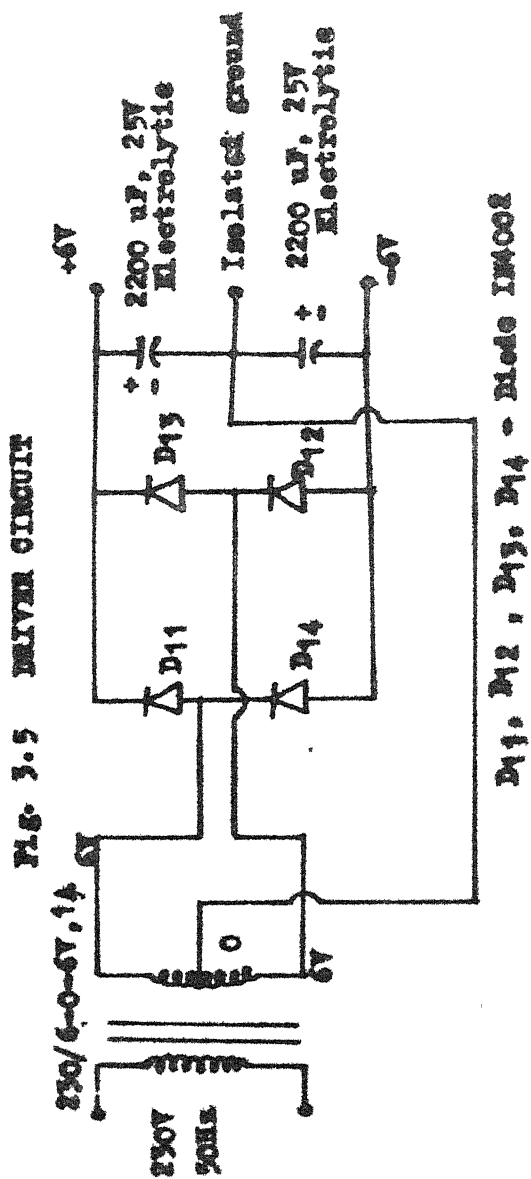 Fig. 3.5 DRIVER CIRCUIT
230/6-0-6V, 1A
6V
230V
50Hz
0
6V
D11
D13
D14
D12
+6V
2200 uF, 25V
Electrolytic
Isolated ground
2200 uF, 25V
Electrolytic
-6V
+
-
+
-
D11, D12, D13, D14 - Diode IN4002